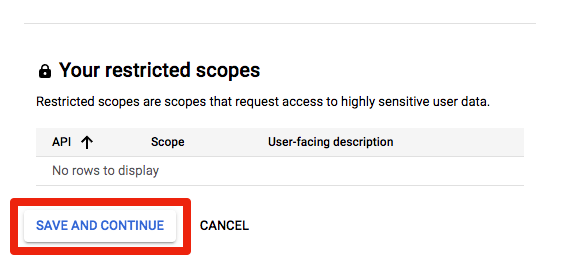 Your restricted scopes
Restricted scopes are scopes that request access to highly sensitive user data.
API Scope User-facing description
No rows to display
SAVE AND CONTINUE CANCEL